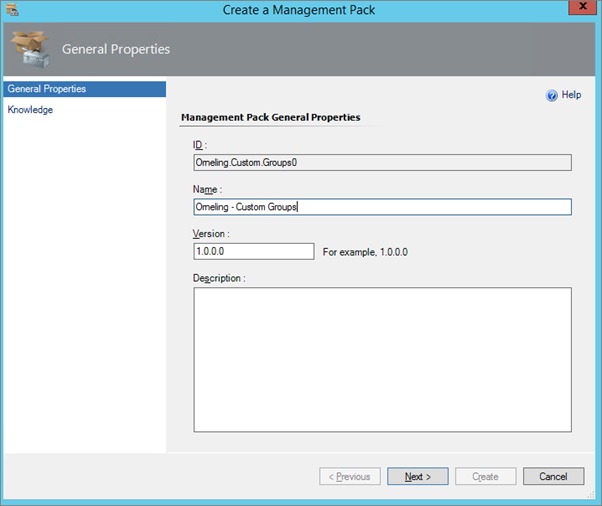 Create a Management Pack
x
General Properties
General Properties
Knowledge
Help
Management Pack General Properties
ID :
Omeling.Custom.Groups0
Name :
Omeling - Custom Groups
Version :
1.0.0.0
For example, 1.0.0.0
Description :
< Previous
Next >
Create
Cancel